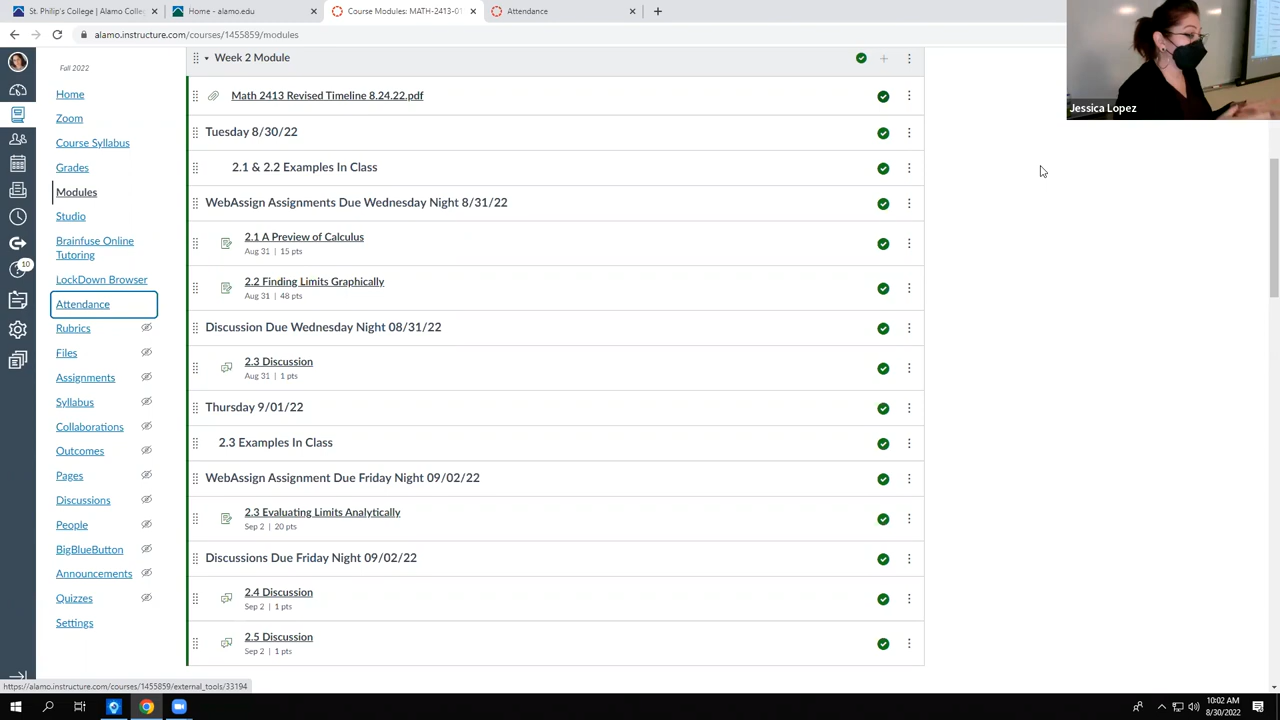 St. Philip's College | Alamo Colle
Home - alamo.edu
Course Modules: MATH-2413-01
Attendance
alamo.instructure.com/courses/1455859/modules
Jessica Lopez
Fall 2022
Home
Zoom
Course Syllabus
Grades
Modules
Studio
Brainfuse Online
Tutoring
LockDown Browser
Attendance
Rubrics
Files
Assignments
Syllabus
Collaborations
Outcomes
Pages
Discussions
People
BigBlueButton
Announcements
Quizzes
Settings
10
Week 2 Module
Math 2413 Revised Timeline 8.24.22.pdf
Tuesday 8/30/22
2.1 & 2.2 Examples In Class
WebAssign Assignments Due Wednesday Night 8/31/22
2.1 A Preview of Calculus
Aug 31 | 15 pts
2.2 Finding Limits Graphically
Aug 31 | 48 pts
Discussion Due Wednesday Night 08/31/22
2.3 Discussion
Aug 31 | 1 pts
Thursday 9/01/22
2.3 Examples In Class
WebAssign Assignment Due Friday Night 09/02/22
2.3 Evaluating Limits Analytically
Sep 2 | 20 pts
Discussions Due Friday Night 09/02/22
2.4 Discussion
Sep 2 | 1 pts
2.5 Discussion
Sep 2 | 1 pts
https://alamo.instructure.com/courses/1455859/external_tools/33194
10:02 AM
8/30/2022